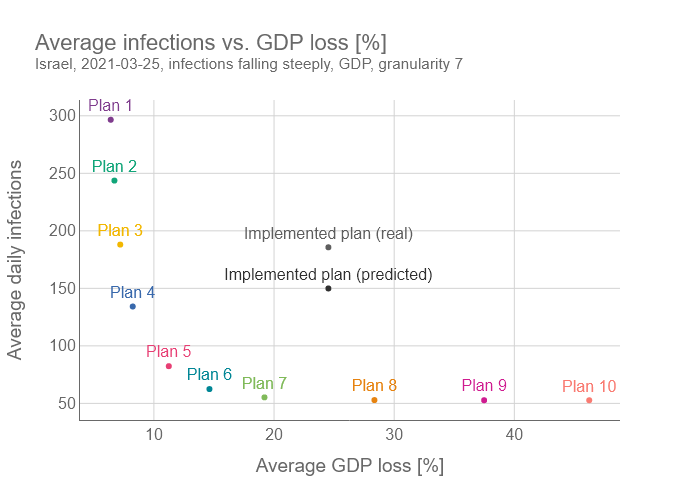 Average infections vs. GDP loss [%]
Israel, 2021-03-25, infections falling steeply, GDP, granularity 7
300
250
200
150
100
50
Average daily infections
Plan 1
Plan 2
Plan 3
Implemented plan (real)
Implemented plan (predicted)
Plan 4
Plan 5
Plan 6
Plan 7
Plan 8
Plan 9
Plan 10
10
20
30
40
Average GDP loss [%]